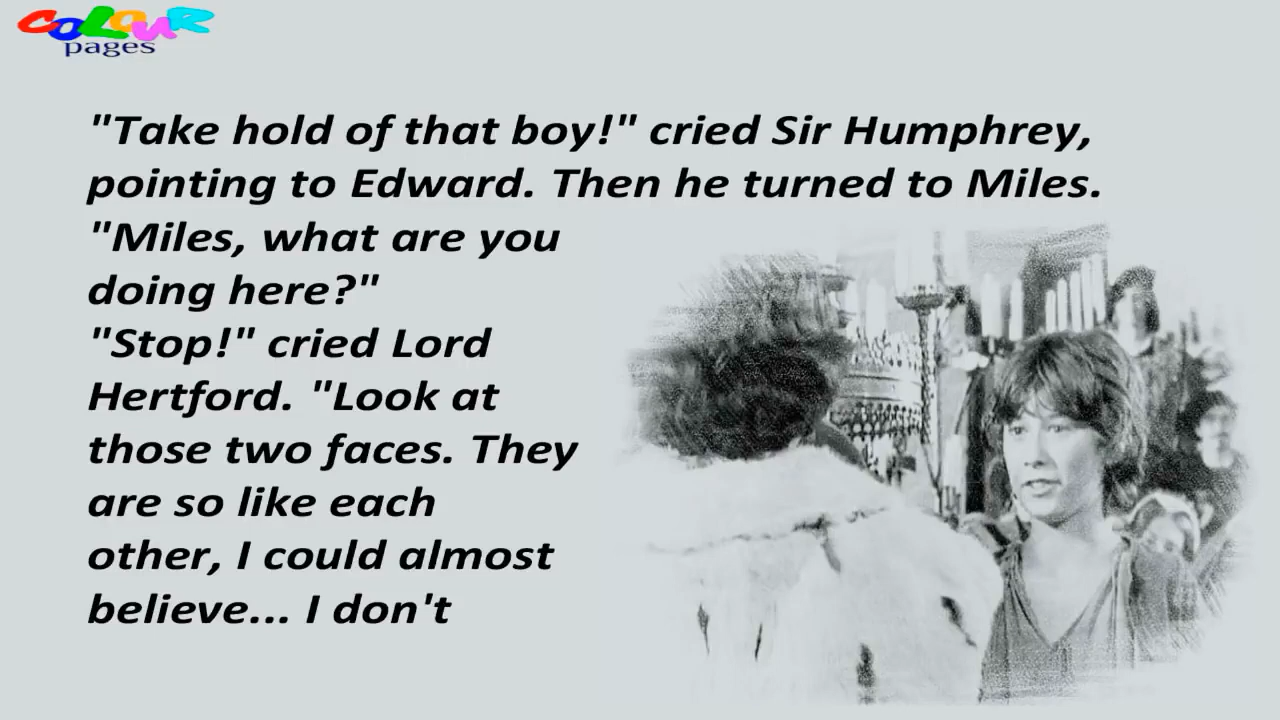 COLOUR
pages
"Take hold of that boy!" cried Sir Humphrey,
pointing to Edward. Then he turned to Miles.
"Miles, what are you
doing here?"
"Stop!" cried Lord
Hertford. "Look at
those two faces. They
are so like each
other, I could almost
believe... I don't